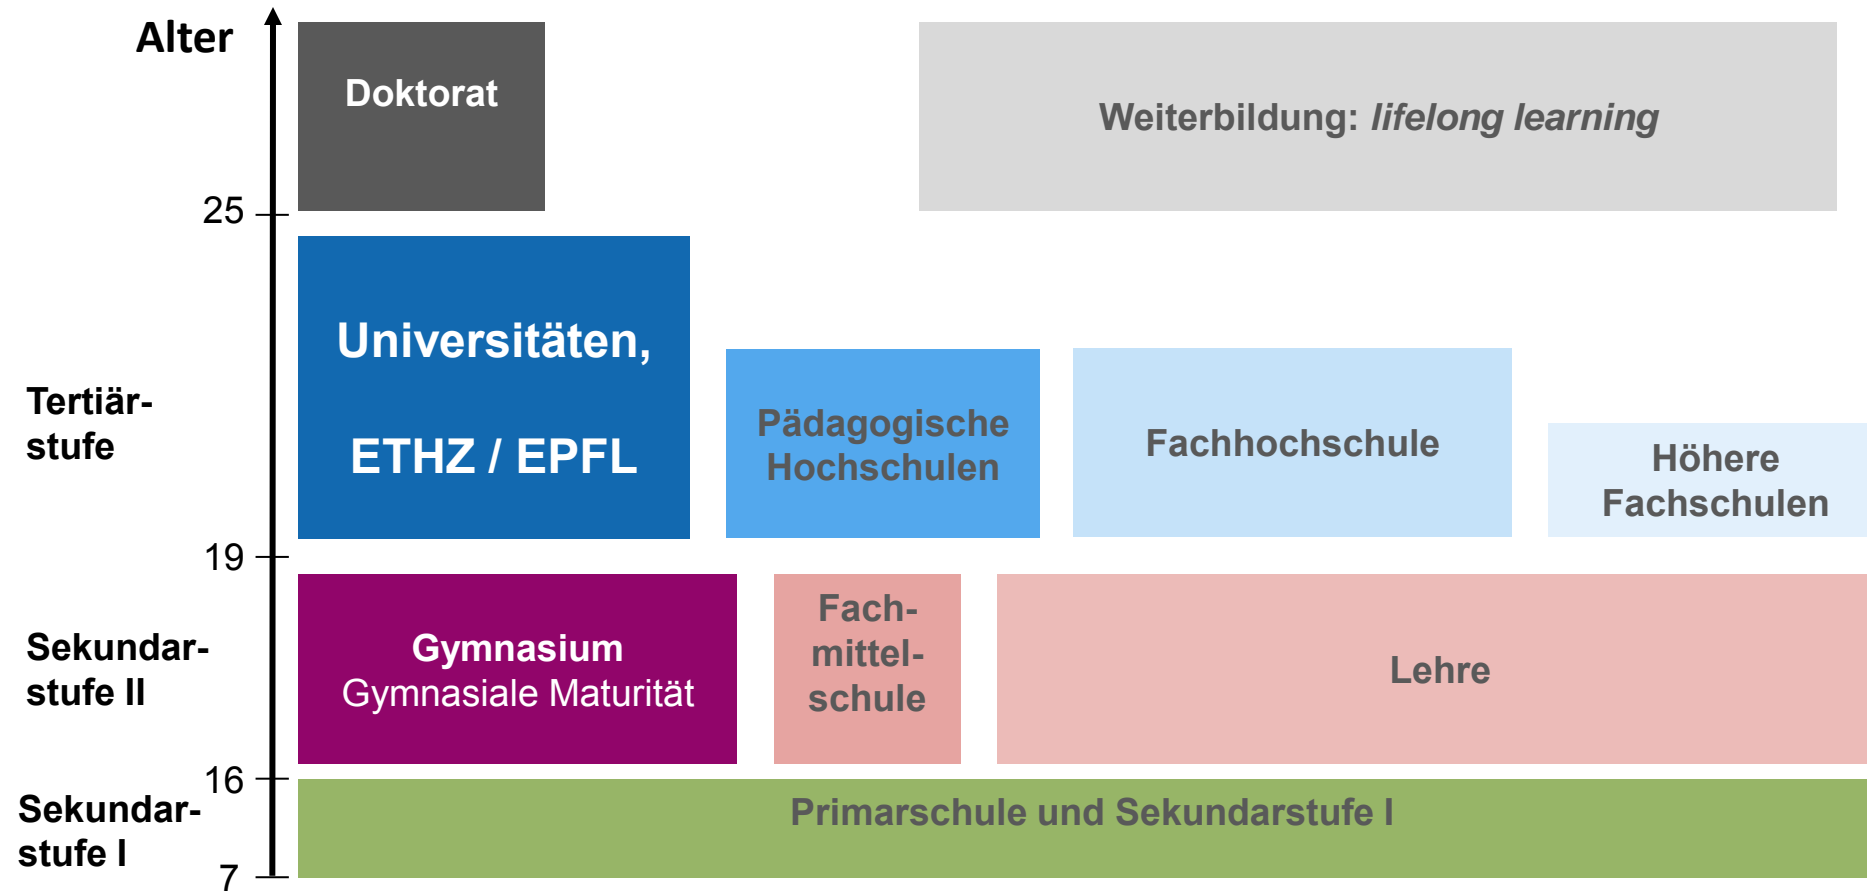 Alter
Doktorat
Weiterbildung: lifelong learning
25
Universitäten,
ETHZ / EPFL
Tertiär-
stufe
Pädagogische
Hochschulen
Fachhochschule
Höhere
Fachschulen
19
Sekundar-
stufe II
Gymnasium
Gymnasiale Maturität
Fach-
mittel-
schule
Lehre
16
Sekundar-
stufe I
Primarschule und Sekundarstufe I
7